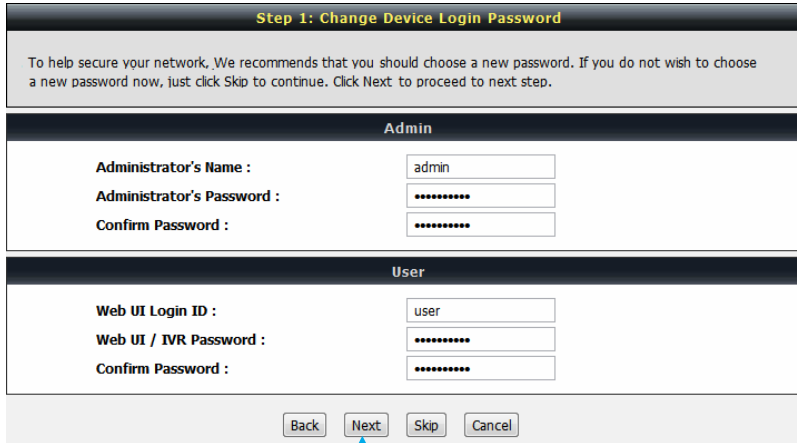 Step 1: Change Device Login Password
To help secure your network, We recommends that you should choose a new password. If you do not wish to choose
a new password now, just click Skip to continue. Click Next to proceed to next step.
Admin
Administrator's Name : admin
Administrator's Password : ••••••••••
Confirm Password : ••••••••••
User
Web UI Login ID : user
Web UI / IVR Password : ••••••••••
Confirm Password : ••••••••••
Back Next Skip Cancel